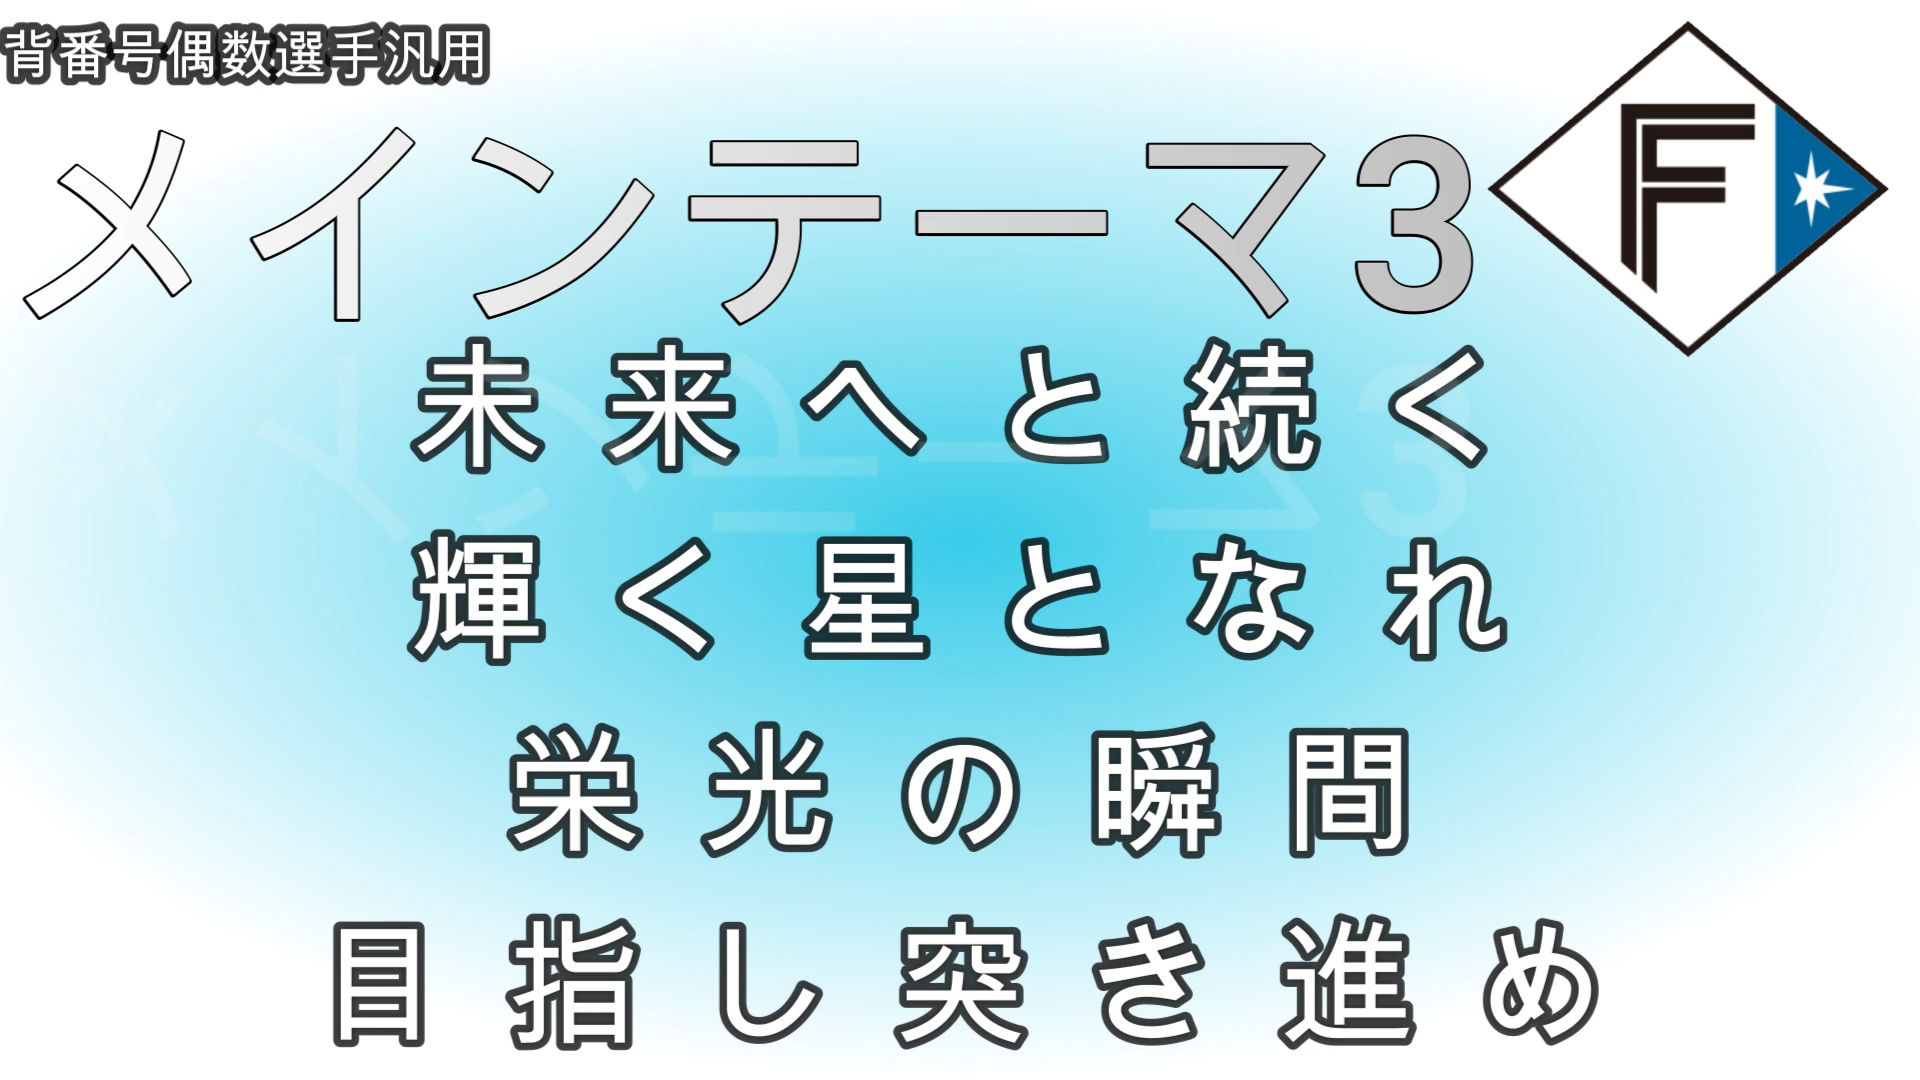 背番号偶数選手汎用
メインテーマ3
F
未来へと続く
輝く星となれ
栄光の瞬間
目指し突き進め